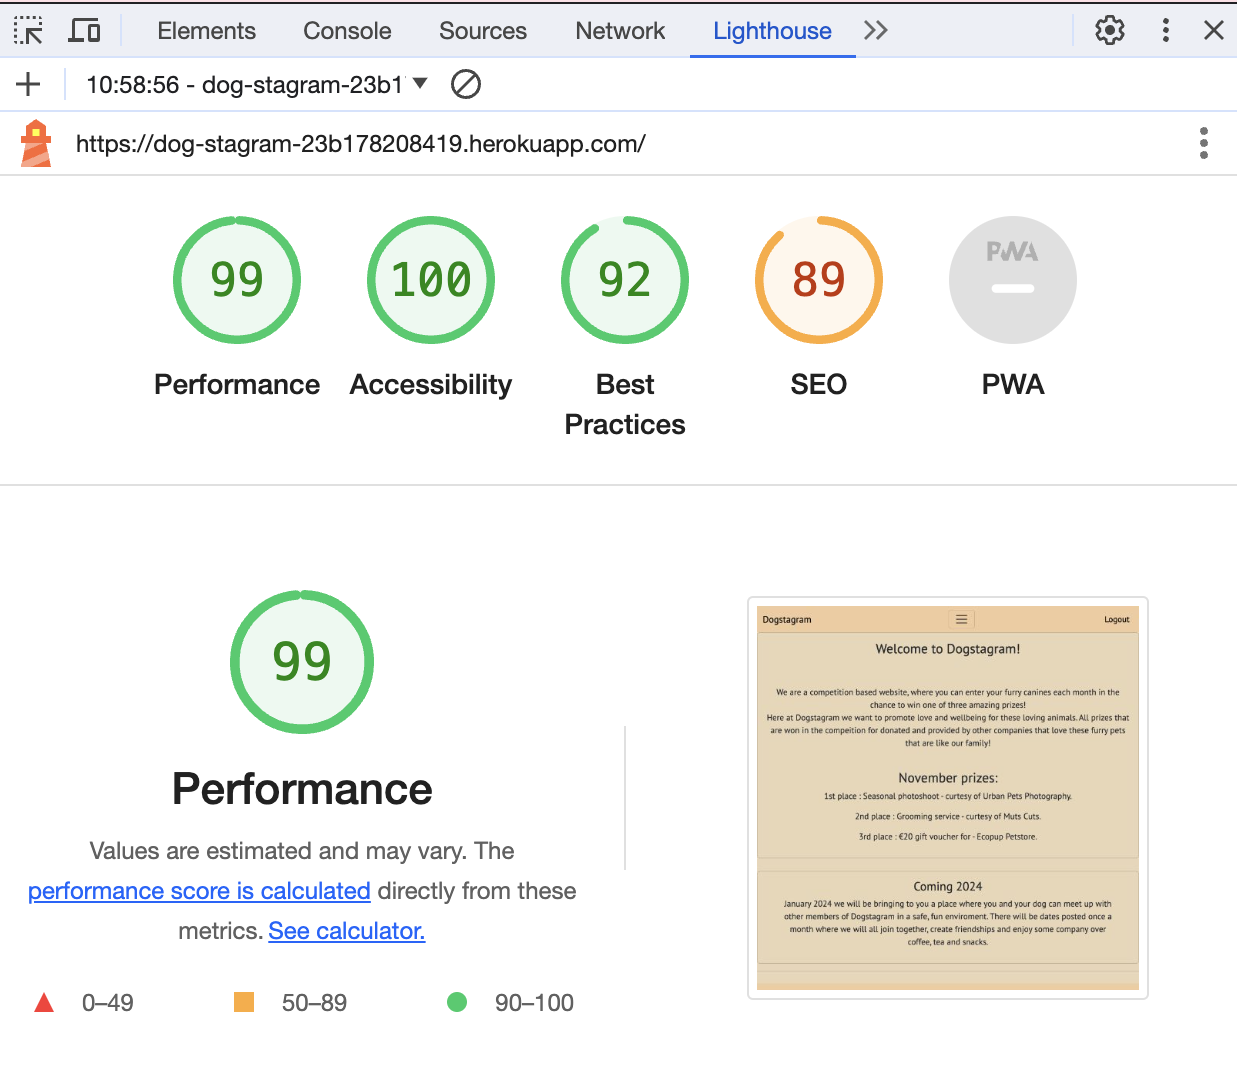 Elements Console Sources Network Lighthouse
10:58:56 - dog-stagram-23b1
https://dog-stagram-23b178208419.herokuapp.com/
99 100 92 89 PWA
Performance Accessibility Best Practices SEO PWA
99
Performance
Values are estimated and may vary. The
performance score is calculated directly from these
metrics. See calculator.
0–49 50–89 90–100
Dogstagram Logout
Welcome to Dogstagram!
We are a competition based website, where you can enter your furry canines each month in the
chance to win one of three amazing prizes!
Here at Dogstagram we want to promote love and wellbeing for these loving animals. All prizes that
are won in the compeition for donated and provided by other companies that love these furry pets
that are like our family!
November prizes:
1st place : Seasonal photoshoot - curtesy of Urban Pets Photography.
2nd place : Grooming service - curtesy of Muts Cuts.
3rd place : €20 gift voucher for - Ecopup Petstore.
Coming 2024
January 2024 we will be bringing to you a place where you and your dog can meet up with
other members of Dogstagram in a safe, fun enviroment. There will be dates posted once a
month where we will all join together, create friendships and enjoy some company over
coffee, tea and snacks.